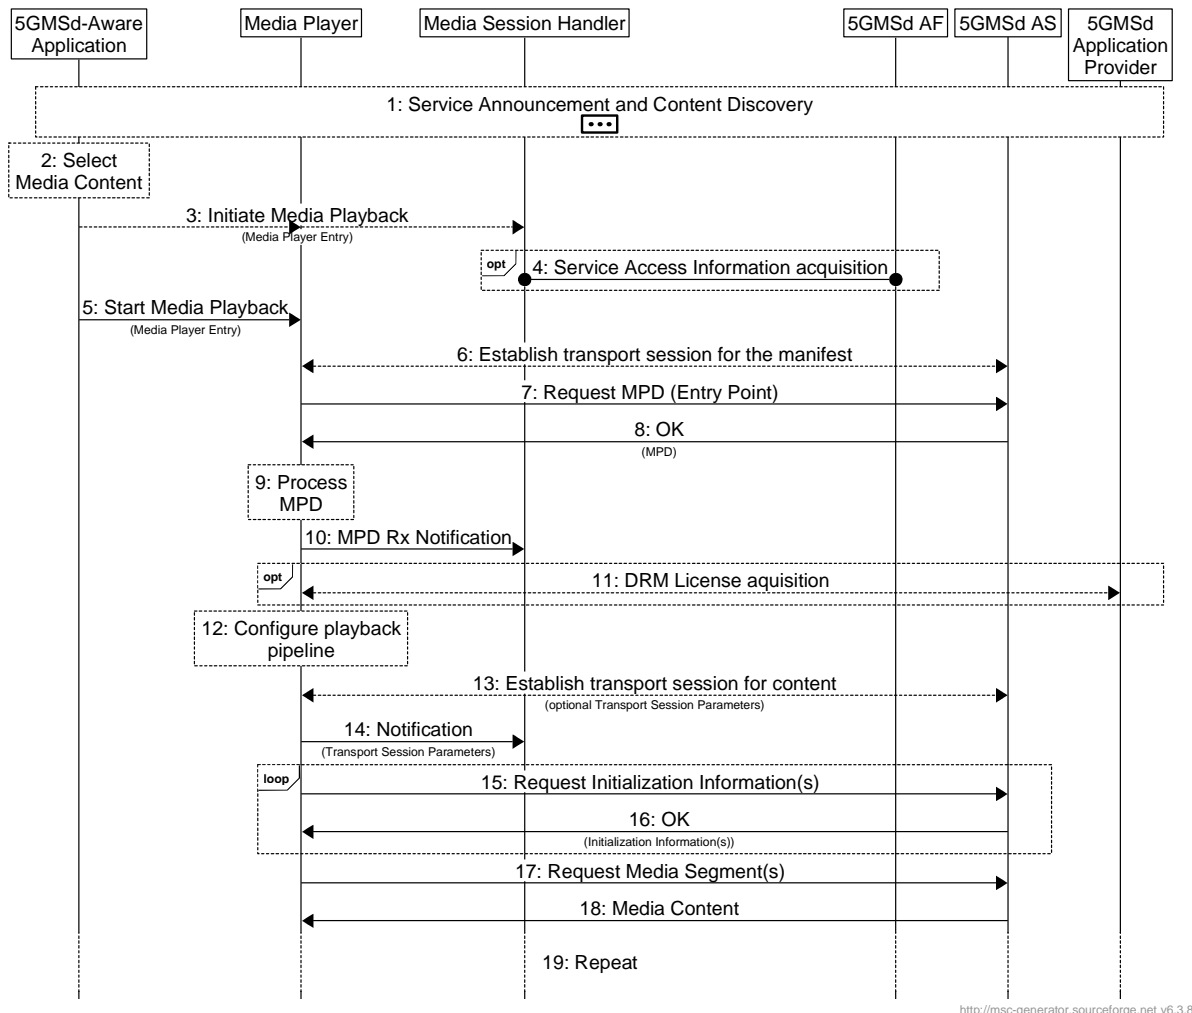 5GMSd-Aware
Application
Media Player
Media Session Handler
5GMSd AF
5GMSd AS
5GMSd
Application
Provider
1: Service Announcement and Content Discovery
2: Select
Media Content
3: Initiate Media Playback
(Media Player Entry)
opt
4: Service Access Information acquisition
5: Start Media Playback
(Media Player Entry)
6: Establish transport session for the manifest
7: Request MPD (Entry Point)
8: OK
(MPD)
9: Process
MPD
10: MPD Rx Notification
opt
11: DRM License aquisition
12: Configure playback
pipeline
13: Establish transport session for content
(optional Transport Session Parameters)
14: Notification
(Transport Session Parameters)
loop
15: Request Initialization Information(s)
16: OK
(Initialization Information(s))
17: Request Media Segment(s)
18: Media Content
19: Repeat
http://msc-generator.sourceforge.net v6.3.8